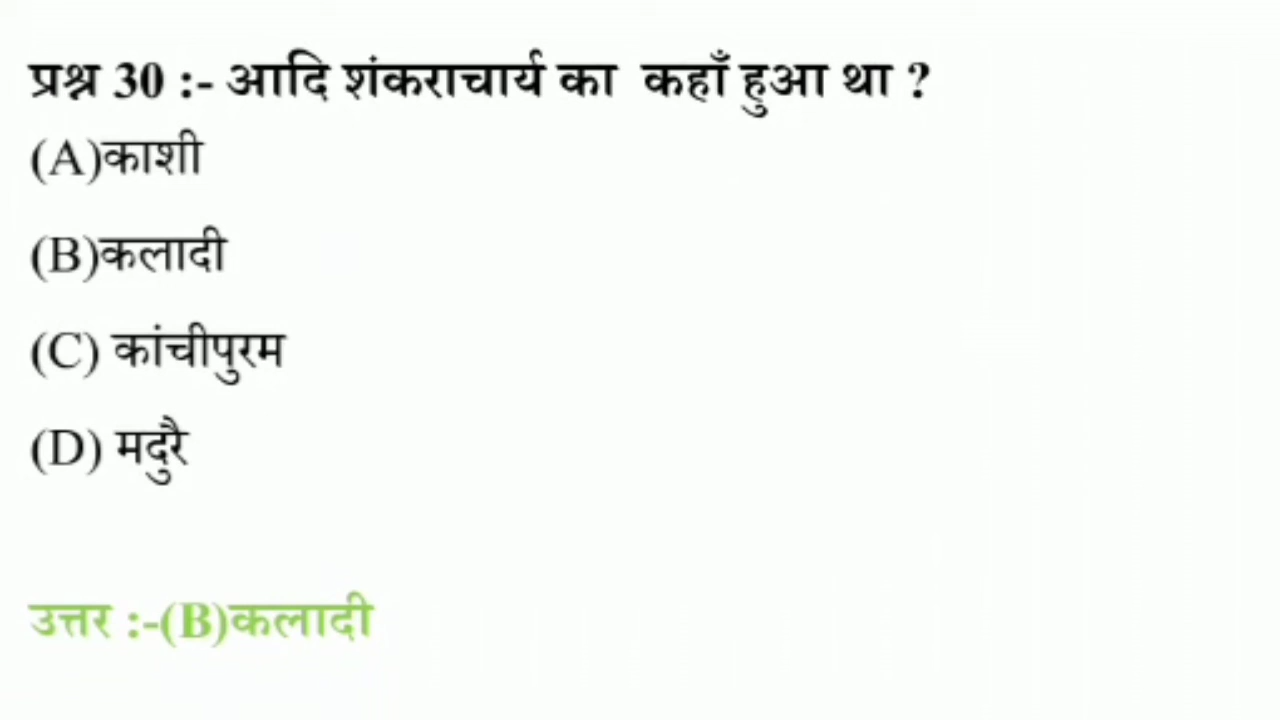 प्रश्न 30 :- आदि शंकराचार्य का  कहाँ हुआ था ?
(A)काशी
(B)कलादी
(C) कांचीपुरम
(D) मदुरै
उत्तर :-(B)कलादी